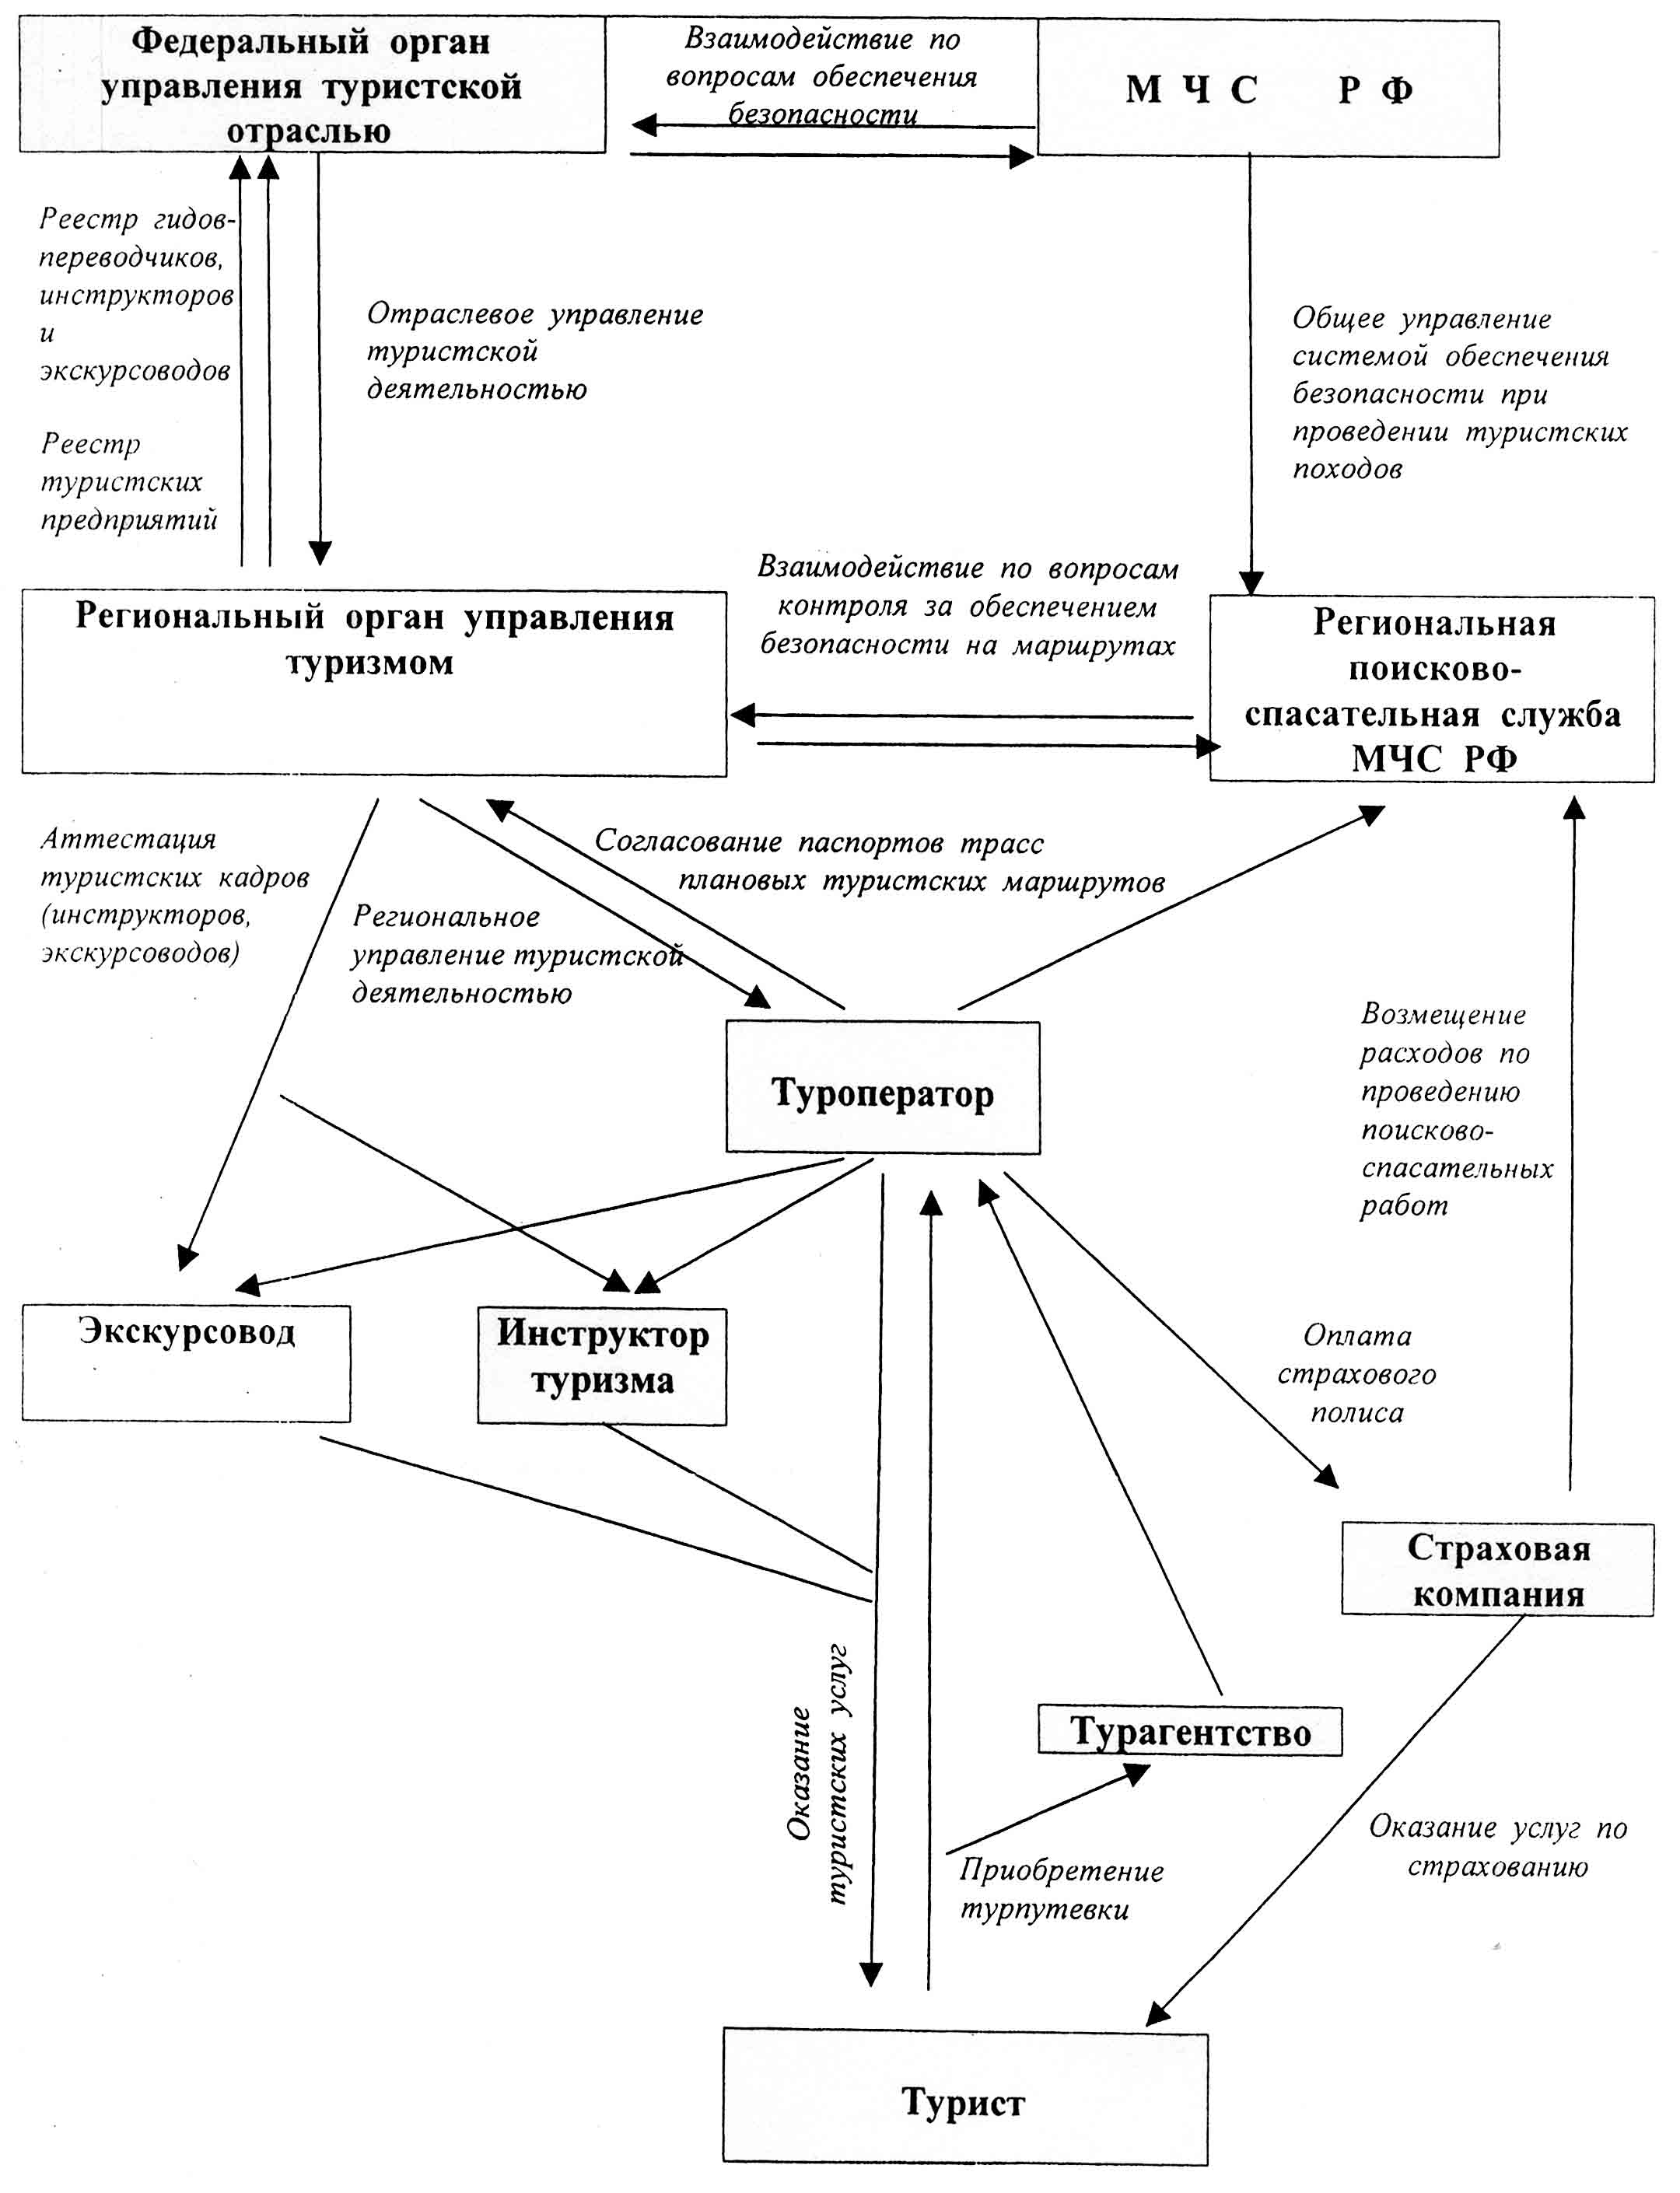 Федеральный орган
управления туристской
отраслью
Взаимодействие по
вопросам обеспечения
безопасности
М Ч С Р Ф
Реестр гидов-
переводчиков,
инструкторов
и
экскурсоводов
Реестр
туристских
предприятий
Отраслевое управление
туристской
деятельностью
Общее управление
системой обеспечения
безопасности при
проведении туристских
походов
Региональный орган управления
туризмом
Взаимодействие по вопросам
контроля за обеспечением
безопасности на маршрутах
Региональная
поисково-
спасательная служба
МЧС РФ
Аттестация
туристских кадров
(инструкторов,
экскурсоводов)
Региональное
управление туристской
деятельностью
Согласование паспортов трасс
плановых туристских маршрутов
Туроператор
Возмещение
расходов по
проведению
поисково-
спасательных
работ
Экскурсовод
Инструктор
туризма
Оплата
страхового
полиса
Страховая
компания
Оказание
туристских услуг
Турагентство
Приобретение
турпутевки
Оказание услуг по
страхованию
Турист